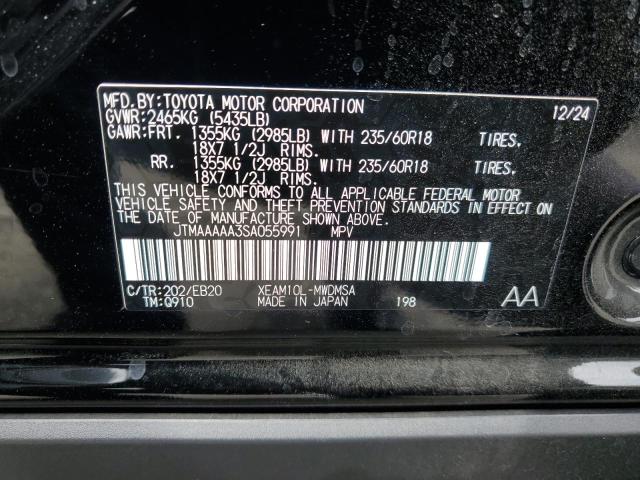 MFD.BY:TOYOTA MOTOR CORPORATION 12/24
GVWR:2465KG (5435LB)
GAWR:FRT. 1355KG (2985LB) WITH 235/60R18 TIRES.
18X7 1/2J RIMS.
RR. 1355KG (2985LB) WITH 235/60R18 TIRES.
18X7 1/2J RIMS.
THIS VEHICLE CONFORMS TO ALL APPLICABLE FEDERAL MOTOR
VEHICLE SAFETY AND THEFT PREVENTION STANDARDS IN EFFECT ON
THE DATE OF MANUFACTURE SHOWN ABOVE.
JTMAAAAA3SA055991 MPV
C/TR:202/EB20 XEAM10L-MWDMSA
TM:Q910 MADE IN JAPAN 198 AA